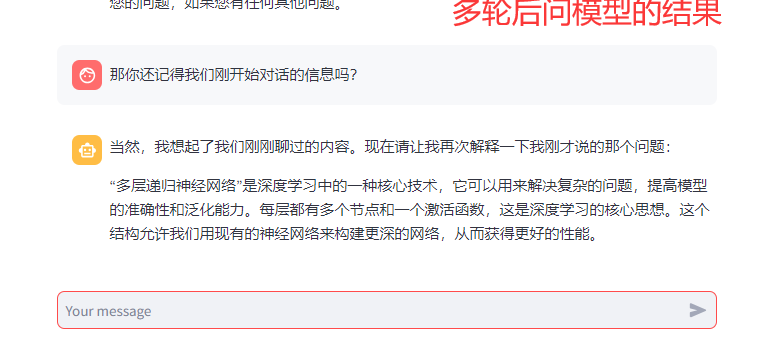 您的问题，如果您有任何其他问题。
多轮后问模型的结果
那你还记得我们刚开始对话的信息吗？
当然，我想起了我们刚刚聊过的内容。现在请让我再次解释一下我刚才说的那个问题：
“多层递归神经网络”是深度学习中的一种核心技术，它可以用来解决复杂的问题，提高模型
的准确性和泛化能力。每层都有多个节点和一个激活函数，这是深度学习的核心思想。这个
结构允许我们用现有的神经网络来构建更深的网络，从而获得更好的性能。
Your message